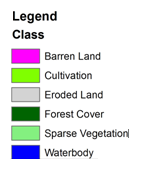 Legend
Class
Barren Land
Cultivation
Eroded Land
Forest Cover
Sparse Vegetation
Waterbody